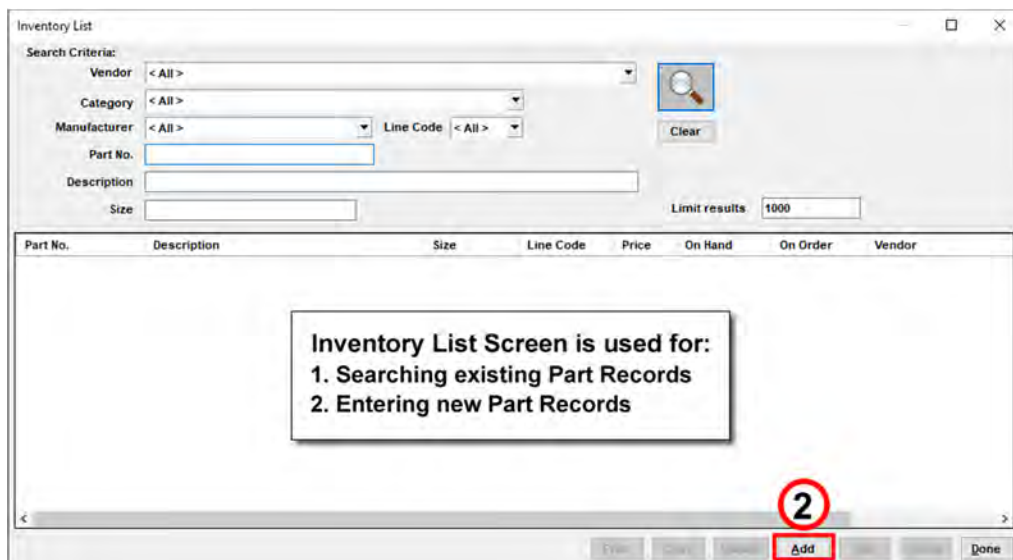 Inventory List
Search Criteria:
Vendor < All >
Category < All >
Manufacturer < All > Line Code < All > Clear
Part No.
Description
Size Limit results 1000
Part No. Description Size Line Code Price On Hand On Order Vendor
Inventory List Screen is used for:
1. Searching existing Part Records
2. Entering new Part Records
2
Add Done